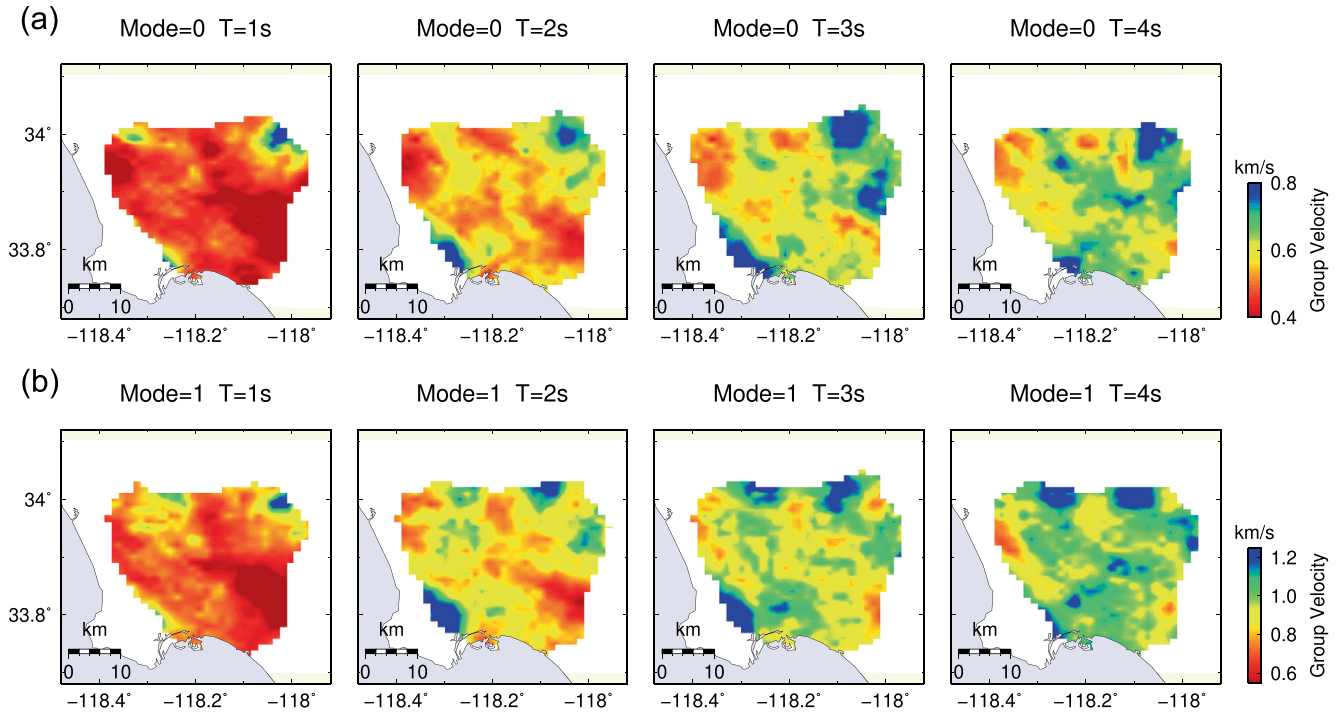 (a)
Mode=0 T=1s
Mode=0 T=2s
Mode=0 T=3s
Mode=0 T=4s
34˚
33.8˚
km
0 10
km
0 10
km
0 10
km
0 10
−118.4˚ −118.2˚ −118˚
−118.4˚ −118.2˚ −118˚
−118.4˚ −118.2˚ −118˚
−118.4˚ −118.2˚ −118˚
km/s
0.8
0.6
0.4
Group Velocity
(b)
Mode=1 T=1s
Mode=1 T=2s
Mode=1 T=3s
Mode=1 T=4s
34˚
33.8˚
km
0 10
km
0 10
km
0 10
km
0 10
−118.4˚ −118.2˚ −118˚
−118.4˚ −118.2˚ −118˚
−118.4˚ −118.2˚ −118˚
−118.4˚ −118.2˚ −118˚
km/s
1.2
1.0
0.8
0.6
Group Velocity